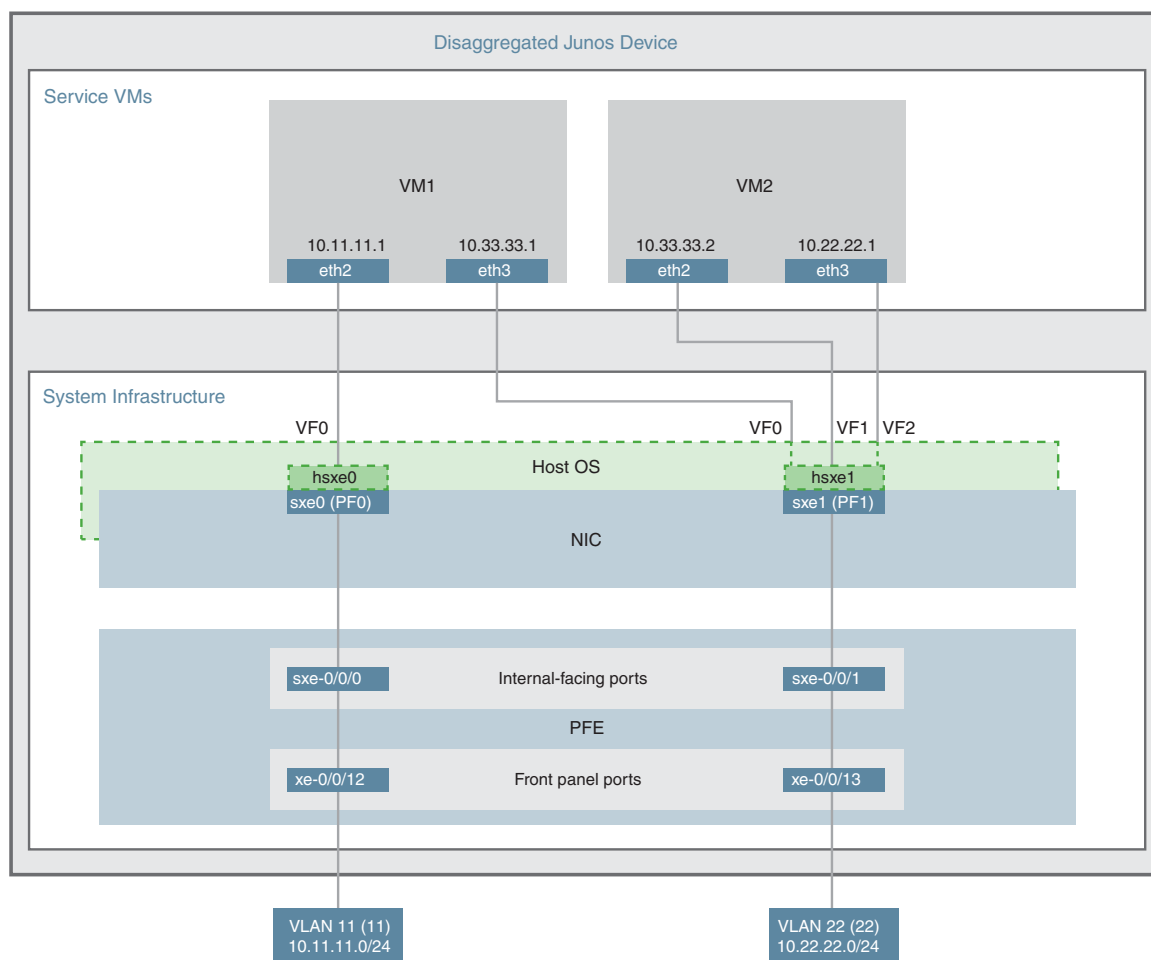 Disaggregated Junos Device
Service VMs
VM1
VM2
10.11.11.1
10.33.33.1
10.33.33.2
10.22.22.1
eth2
eth3
eth2
eth3
System Infrastructure
VF0
VF0
VF1
VF2
Host OS
hsxe0
hsxe1
sxe0 (PF0)
sxe1 (PF1)
NIC
sxe-0/0/0
Internal-facing ports
sxe-0/0/1
PFE
xe-0/0/12
Front panel ports
xe-0/0/13
VLAN 11 (11)
10.11.11.0/24
VLAN 22 (22)
10.22.22.0/24